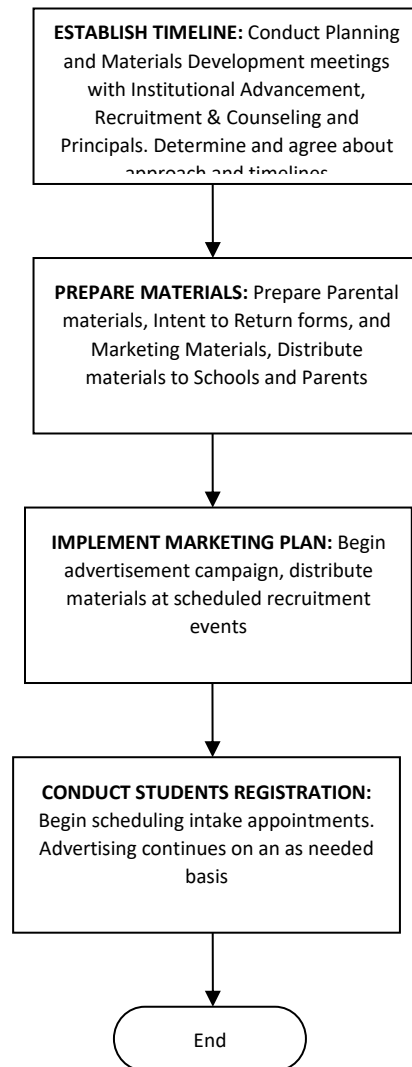 ESTABLISH TIMELINE: Conduct Planning
and Materials Development meetings
with Institutional Advancement,
Recruitment & Counseling and
Principals. Determine and agree about
approach and timelines
PREPARE MATERIALS: Prepare Parental
materials, Intent to Return forms, and
Marketing Materials, Distribute
materials to Schools and Parents
IMPLEMENT MARKETING PLAN: Begin
advertisement campaign, distribute
materials at scheduled recruitment
events
CONDUCT STUDENTS REGISTRATION:
Begin scheduling intake appointments.
Advertising continues on an as needed
basis
End